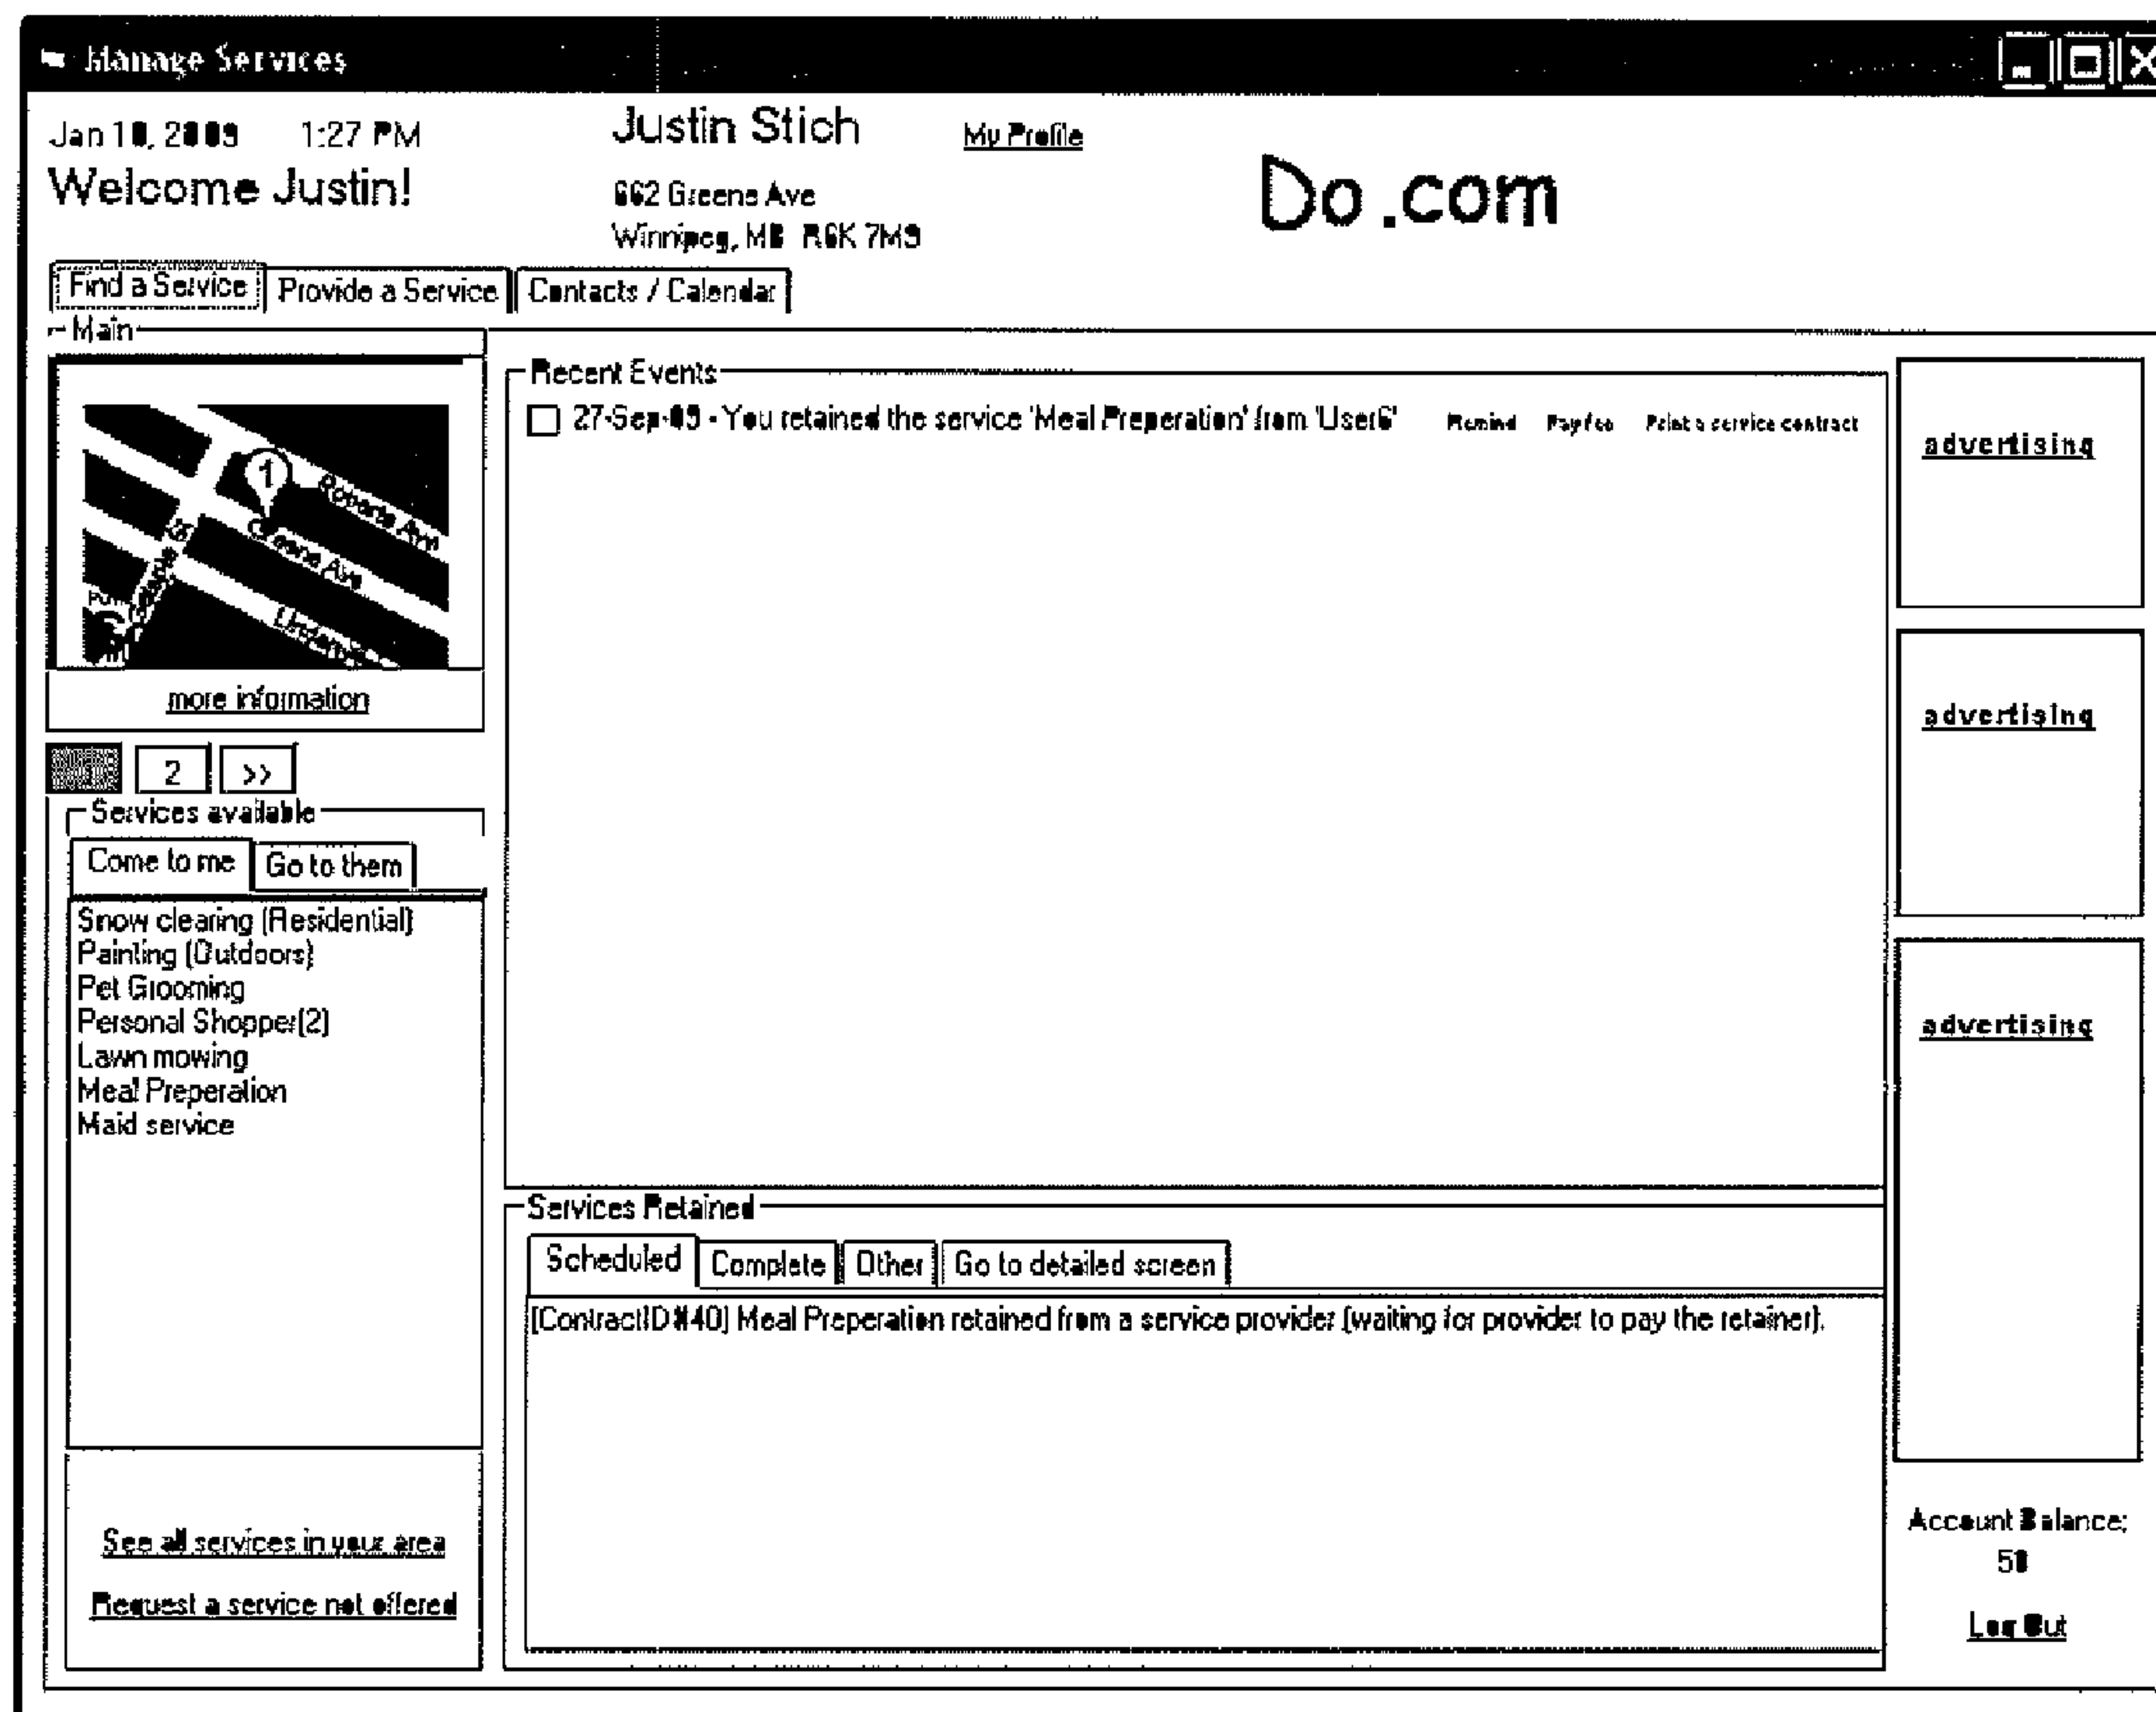 Manage Services
Jan 10, 2009 1:27 PM
Welcome Justin!
Justin Stich My Profile
662 Greene Ave
Winnipeg, MB R6K 7M9
Do .com
Find a Service Provide a Service Contacts / Calendar
Main
1
Roberta Ave
Greene Ave
more information
1 2 >>
Services available
Come to me Go to them
Snow clearing (Residential)
Painting (Outdoors)
Pet Grooming
Personal Shopper(2)
Lawn mowing
Meal Preperation
Maid service
See all services in your area
Request a service not offered
Recent Events
27-Sep-09 - You retained the service 'Meal Preperation' from 'User6' Remind Pay fee Print a service contract
Services Retained
Scheduled Complete Other Go to detailed screen
[ContractID #40] Meal Preperation retained from a service provider (waiting for provider to pay the retainer).
advertising
advertising
advertising
Account Balance:
50
Log Out